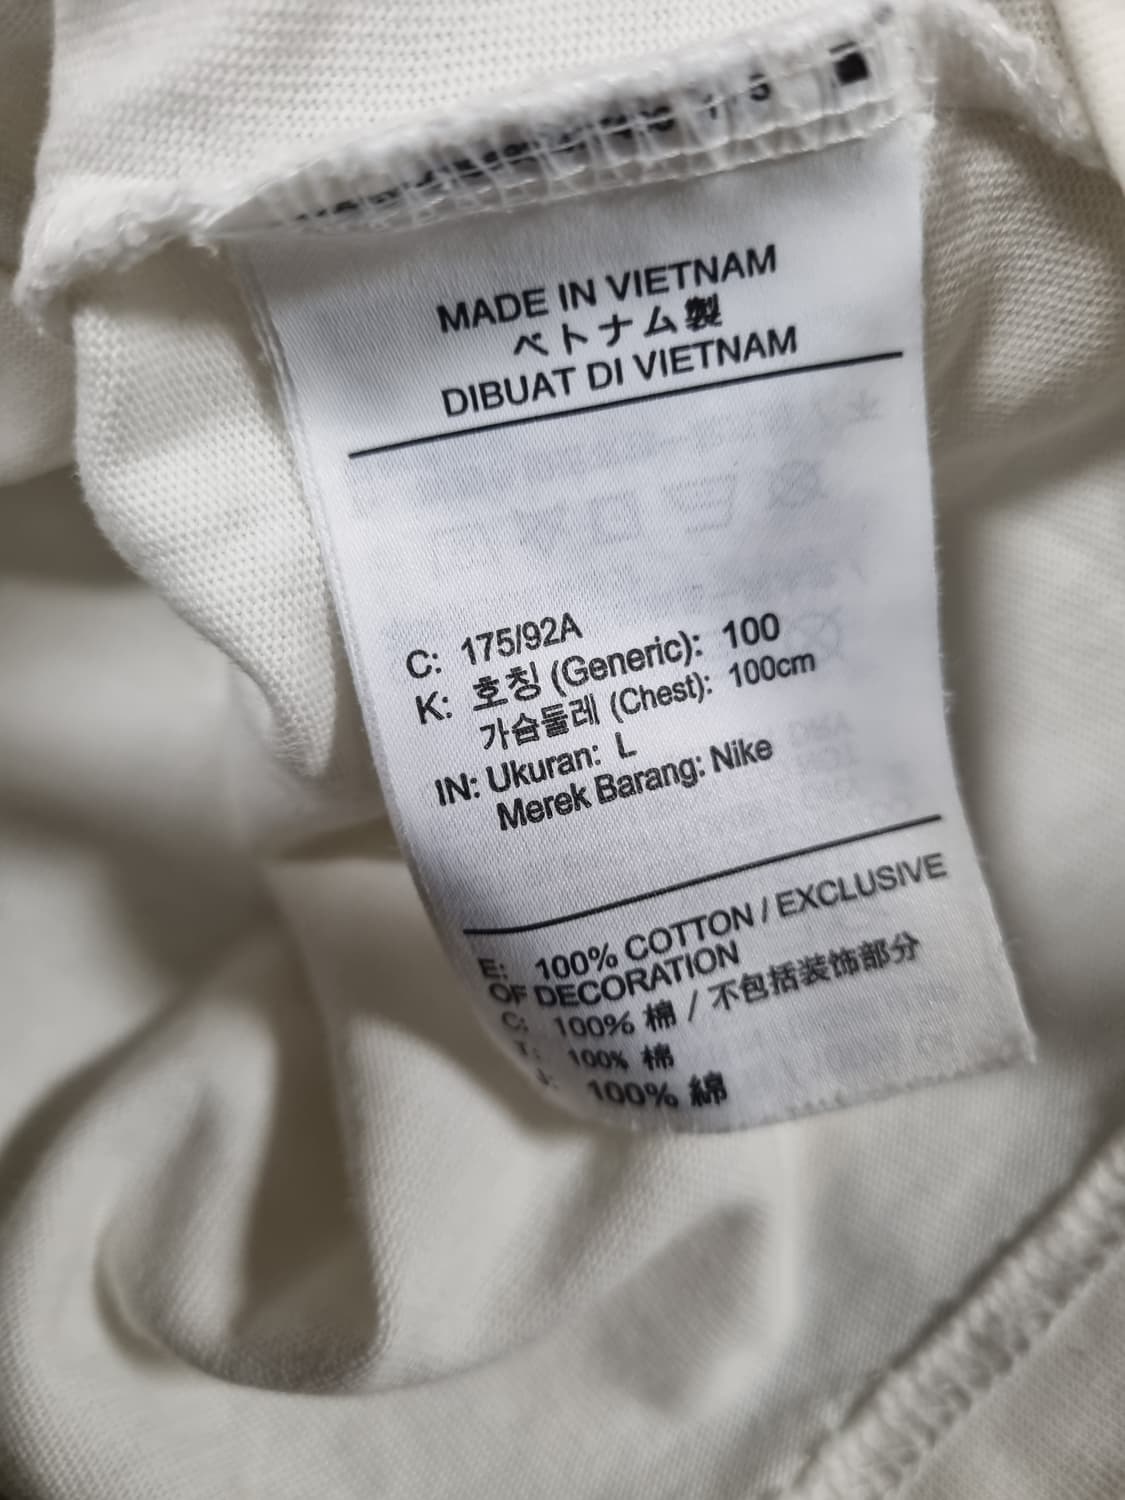 MADE IN VIETNAM
ベトナム製
DIBUAT DI VIETNAM
C: 175/92A
K: 호칭 (Generic): 100
가슴둘레 (Chest): 100cm
IN: Ukuran: L
Merek Barang: Nike
E: 100% COTTON / EXCLUSIVE
OF DECORATION
C: 100% 棉 / 不包括装饰部分
T: 100% 棉
J: 100% 綿